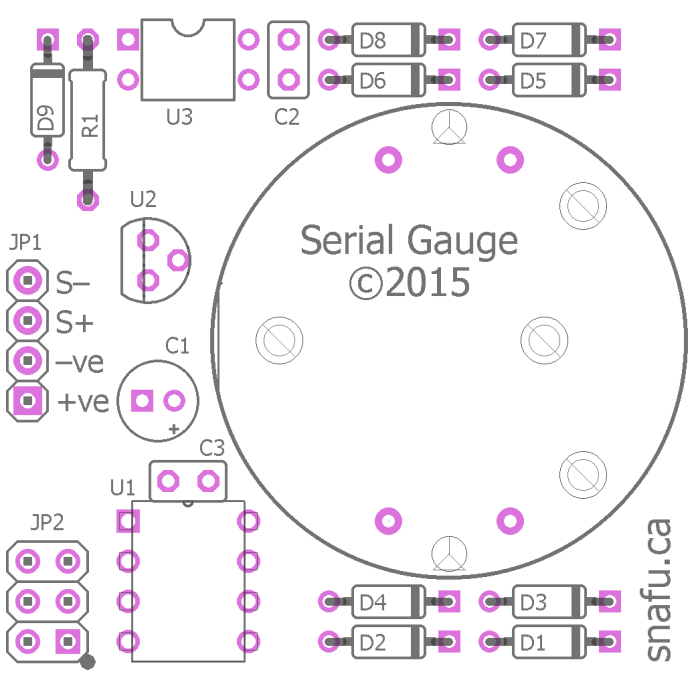 D8
D7
D6
D5
U3
C2
D9
R1
U2
JP1
Serial Gauge
©2015
S–
S+
–ve
+ve
C1
+
C3
U1
JP2
D4
D3
D2
D1
snafu.ca